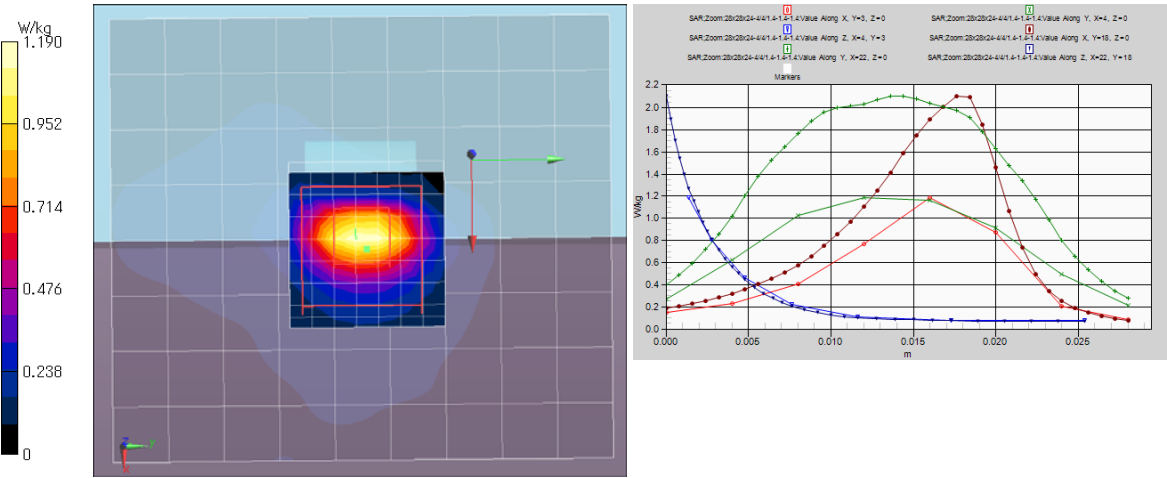 W/kg
1.190
0.952
0.714
0.476
0.238
0
Z
Y
X
SAR;Zoom:28x28x24-4/4/1.4-1.4-1.4:Value Along X, Y=3, Z=0
SAR;Zoom:28x28x24-4/4/1.4-1.4-1.4:Value Along Y, X=4, Z=0
SAR;Zoom:28x28x24-4/4/1.4-1.4-1.4:Value Along Z, X=4, Y=3
SAR;Zoom:28x28x24-4/4/1.4-1.4-1.4:Value Along X, Y=18, Z=0
SAR;Zoom:28x28x24-4/4/1.4-1.4-1.4:Value Along Y, X=22, Z=0
SAR;Zoom:28x28x24-4/4/1.4-1.4-1.4:Value Along Z, X=22, Y=18
Markers
2.2
2.0
1.8
1.6
1.4
1.2
1.0
0.8
0.6
0.4
0.2
0.0
W/kg
0.000
0.005
0.010
0.015
0.020
0.025
m